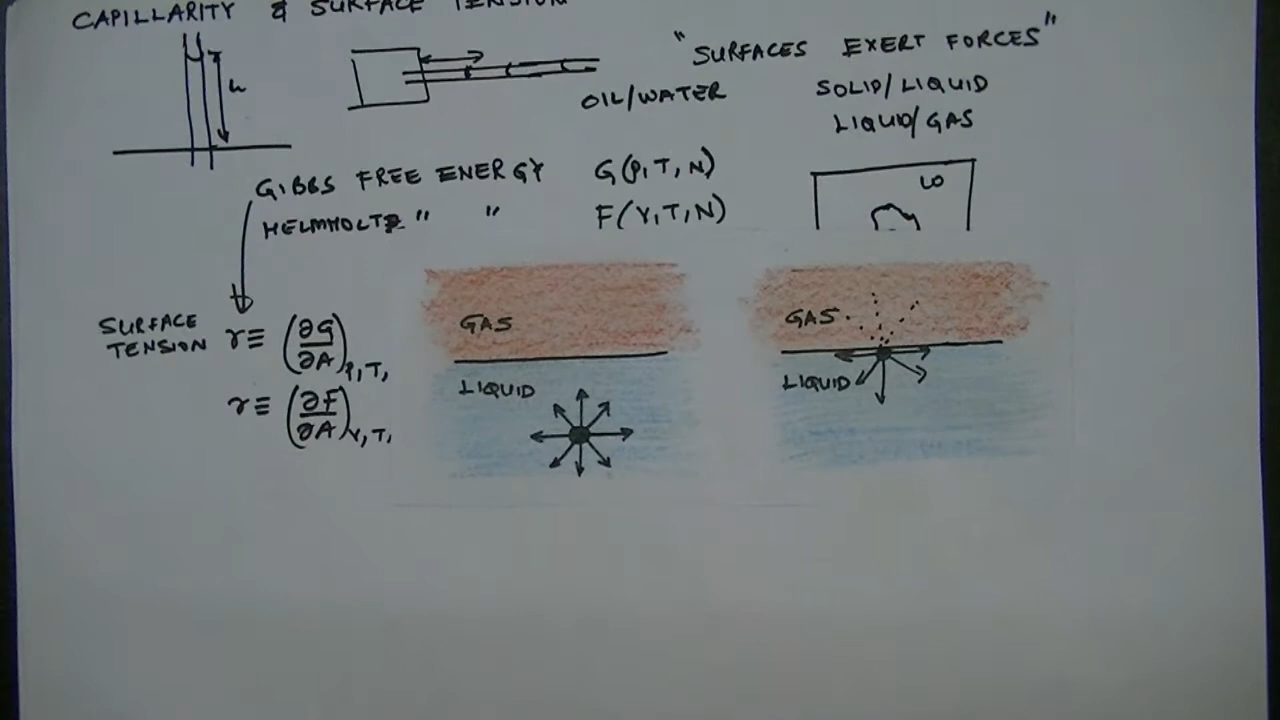 CAPILLARITY & SURFACE TENSION
"SURFACES EXERT FORCES"
h
OIL/WATER
SOLID/LIQUID
LIQUID/GAS
GIBBS FREE ENERGY G(P,T,N)
HELMHOLTZ " " F(V,T,N)
SURFACE
TENSION
γ≡ (∂G/∂A)P,T,
γ≡ (∂F/∂A)V,T,
GAS
LIQUID
GAS
LIQUID